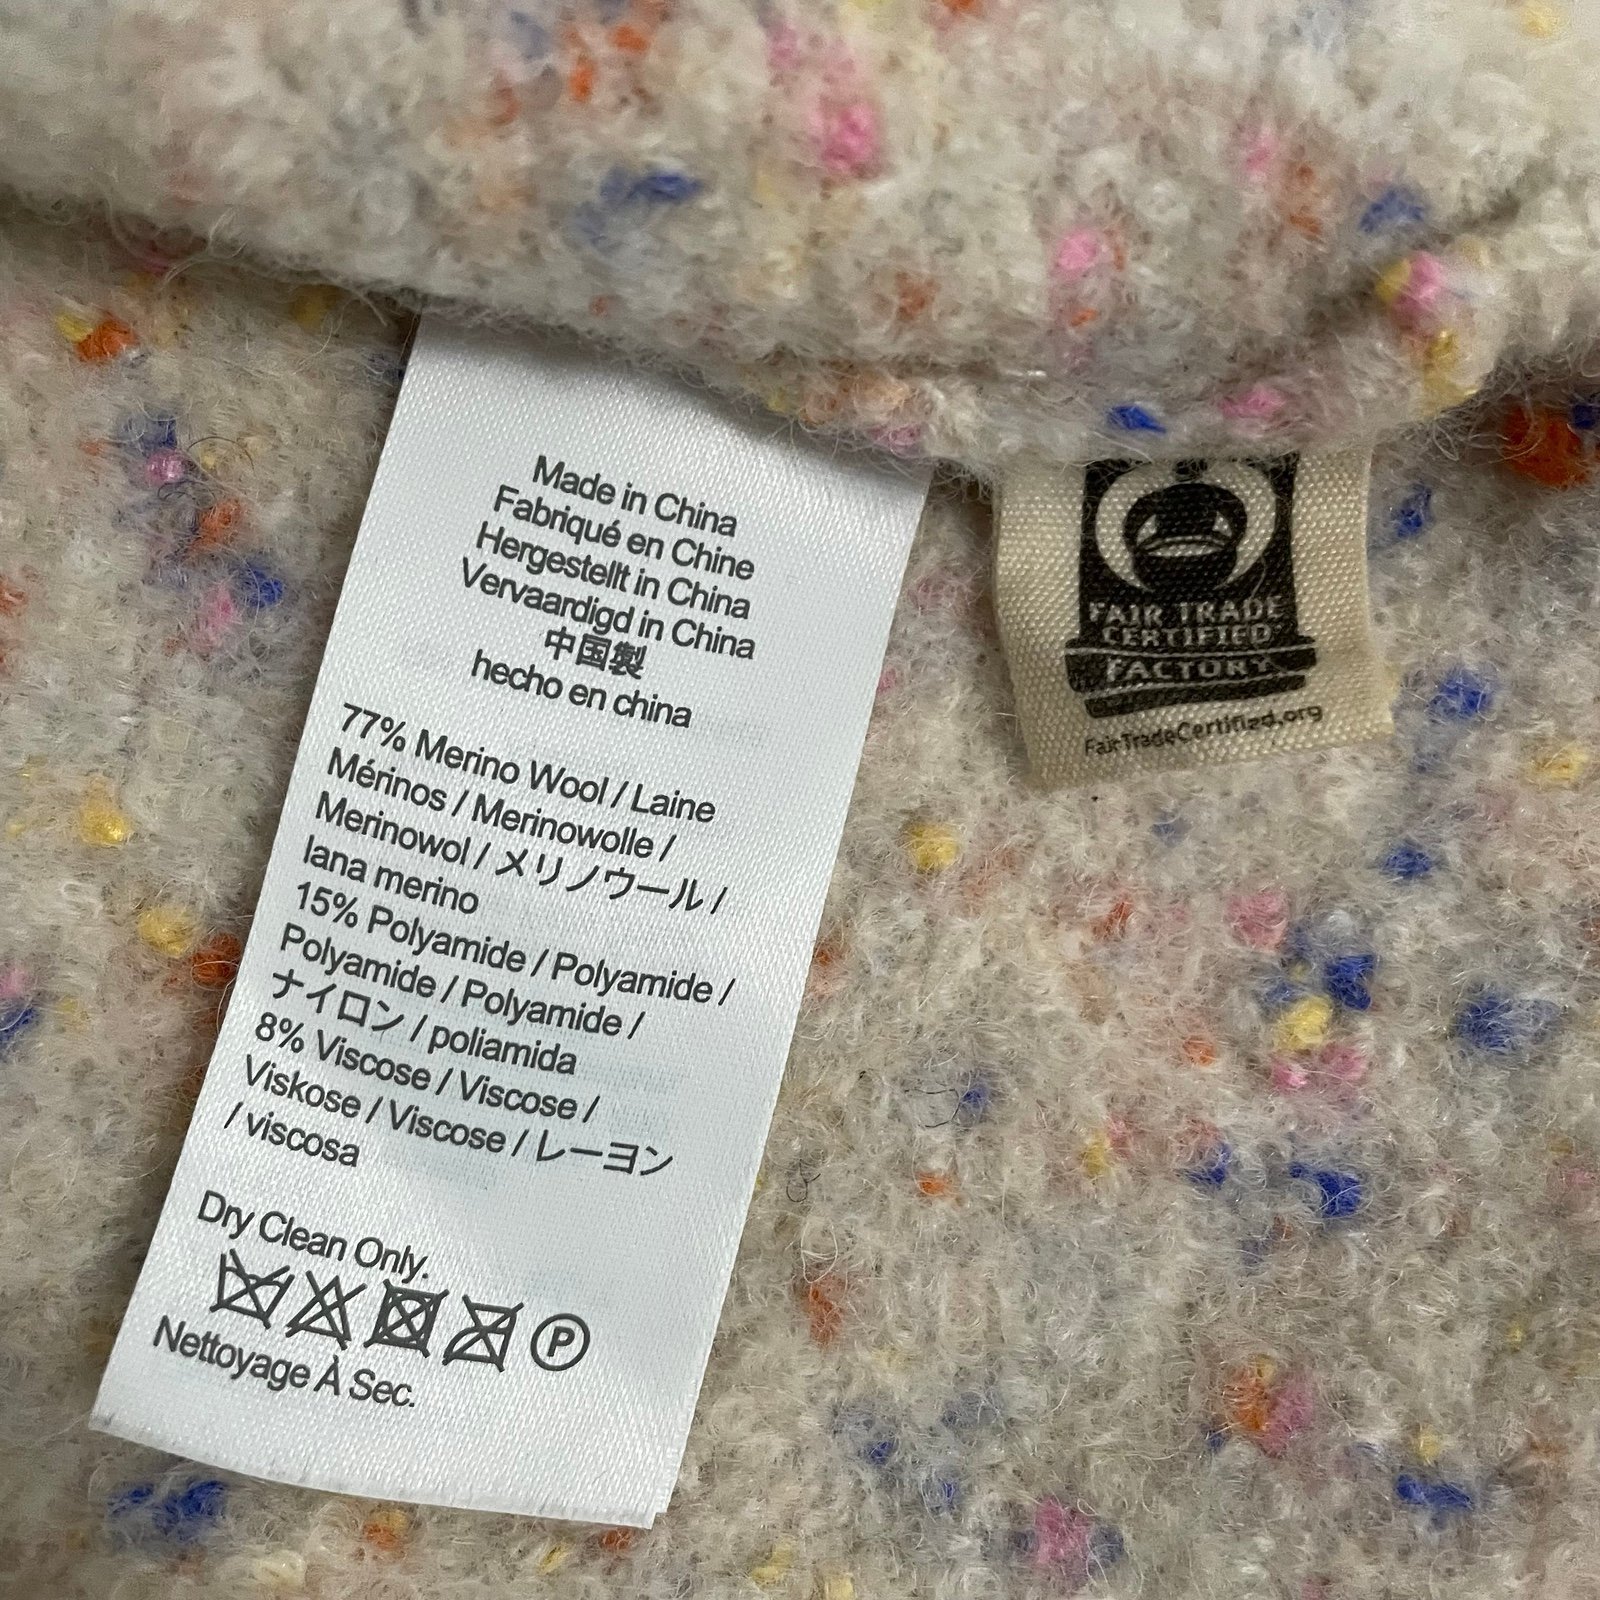 Made in China
Fabriqué en Chine
Hergestellt in China
Vervaardigd in China
中国製
hecho en china
77% Merino Wool / Laine
Mérinos / Merinowolle /
Merinowol / メリノウール /
lana merino
15% Polyamide / Polyamide /
Polyamide / Polyamide /
ナイロン / poliamida
8% Viscose / Viscose /
Viskose / Viscose / レーヨン
/ viscosa
Dry Clean Only.
P
Nettoyage À Sec.
FAIR TRADE
CERTIFIED
FACTORY
FairTradeCertified.org